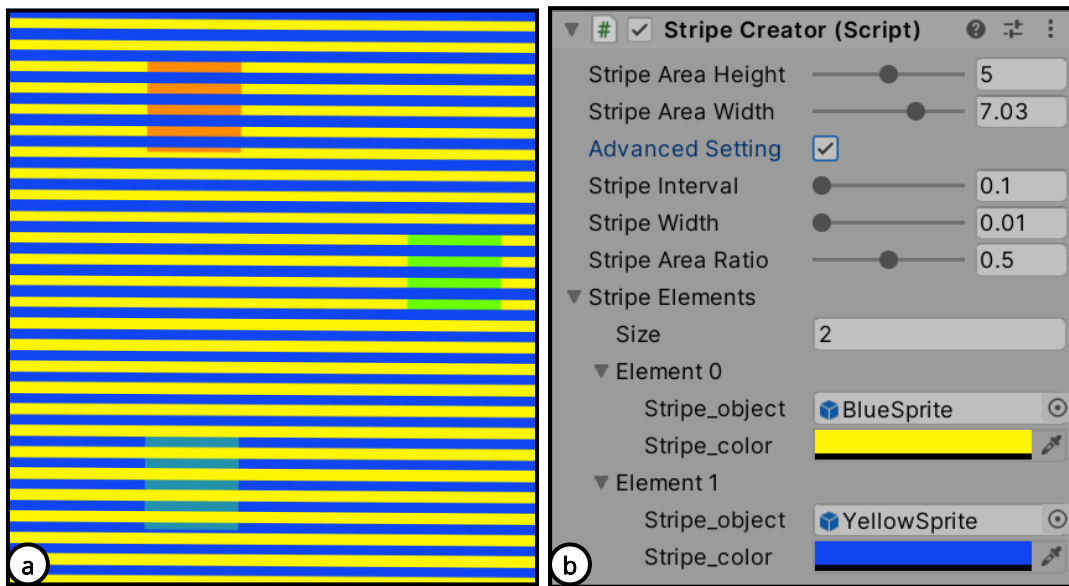 a
b
# Stripe Creator (Script)
Stripe Area Height 5
Stripe Area Width 7.03
Advanced Setting
Stripe Interval 0.1
Stripe Width 0.01
Stripe Area Ratio 0.5
Stripe Elements
Size 2
Element 0
Stripe_object BlueSprite
Stripe_color
Element 1
Stripe_object YellowSprite
Stripe_color